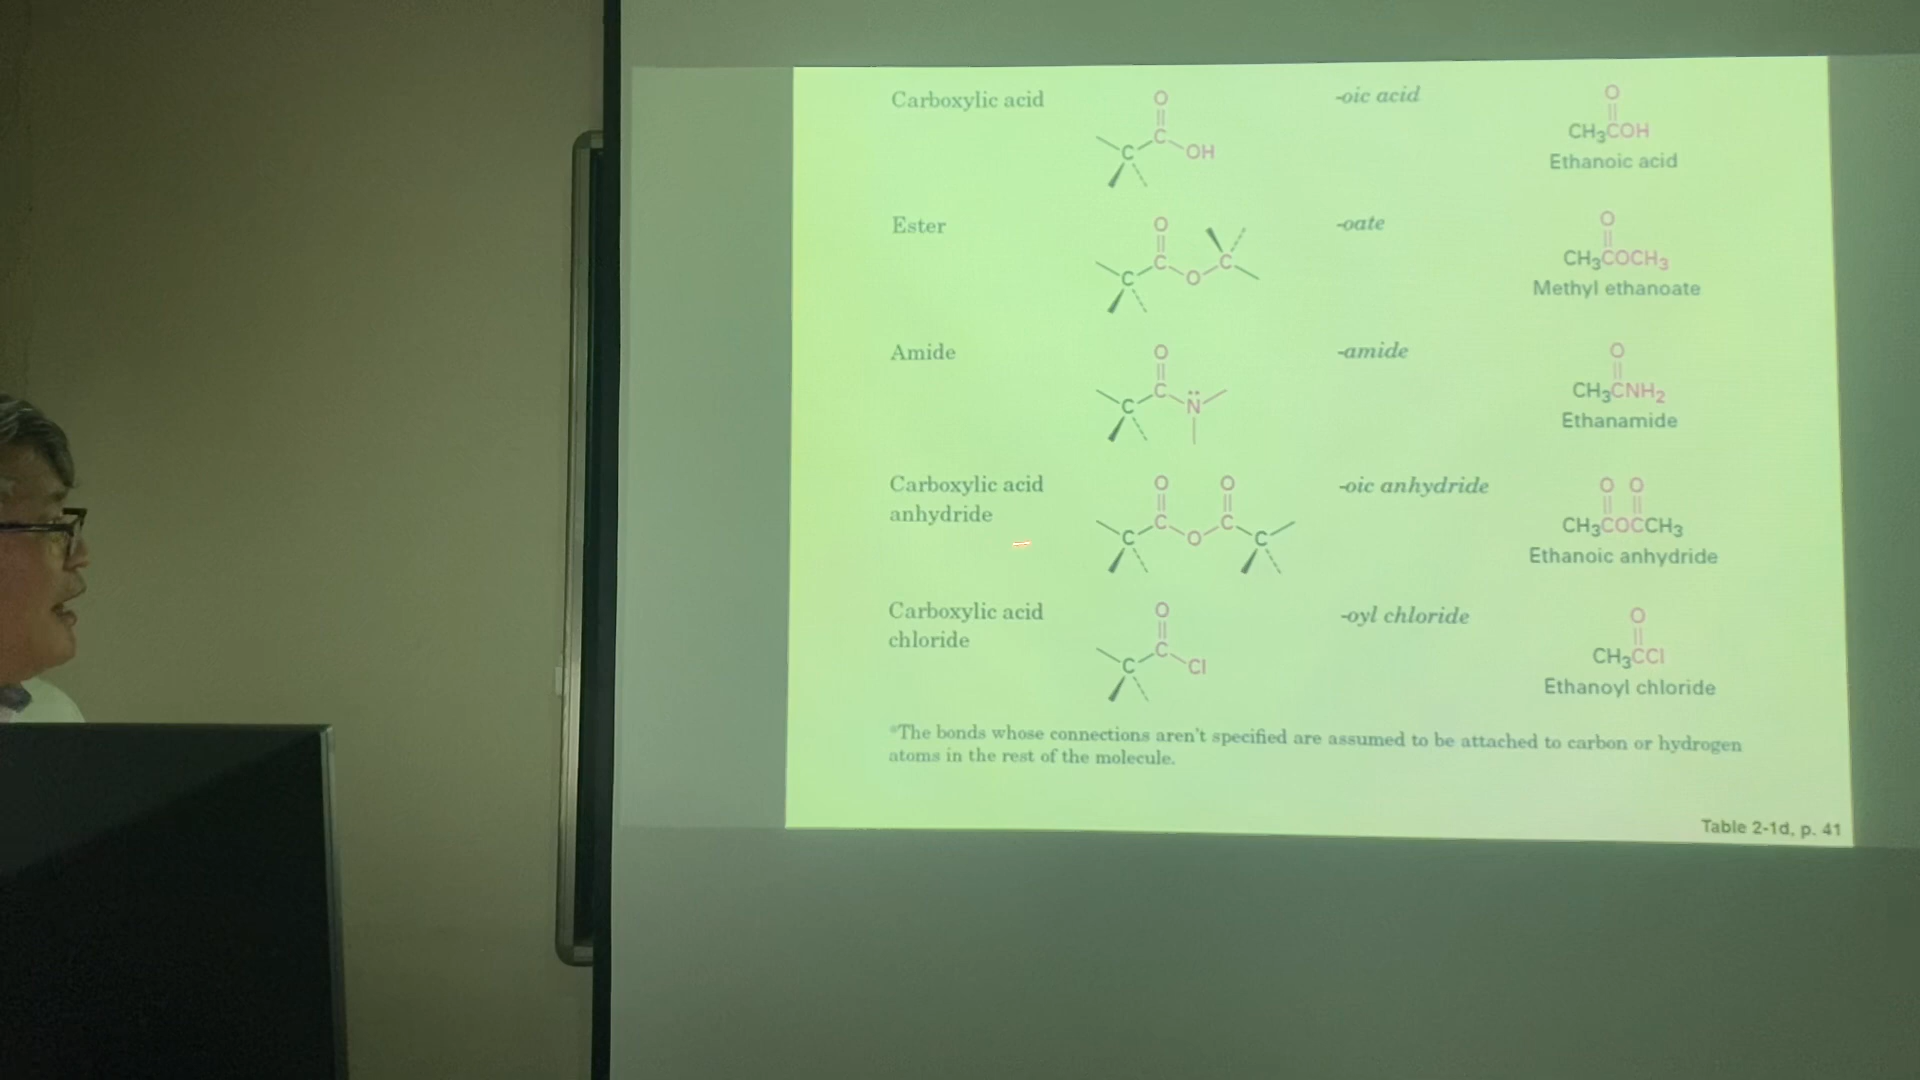 Carboxylic acid
O
C
C
OH
-oic acid
O
CH₃COH
Ethanoic acid
Ester
O
C
C
O
C
-oate
O
CH₃COCH₃
Methyl ethanoate
Amide
O
C
C
N̈
-amide
O
CH₃CNH₂
Ethanamide
Carboxylic acid
anhydride
O O
C C
C O C
-oic anhydride
O O
CH₃COCCH₃
Ethanoic anhydride
Carboxylic acid
chloride
O
C
C
Cl
-oyl chloride
O
CH₃CCl
Ethanoyl chloride
*The bonds whose connections aren't specified are assumed to be attached to carbon or hydrogen
atoms in the rest of the molecule.
Table 2-1d, p. 41